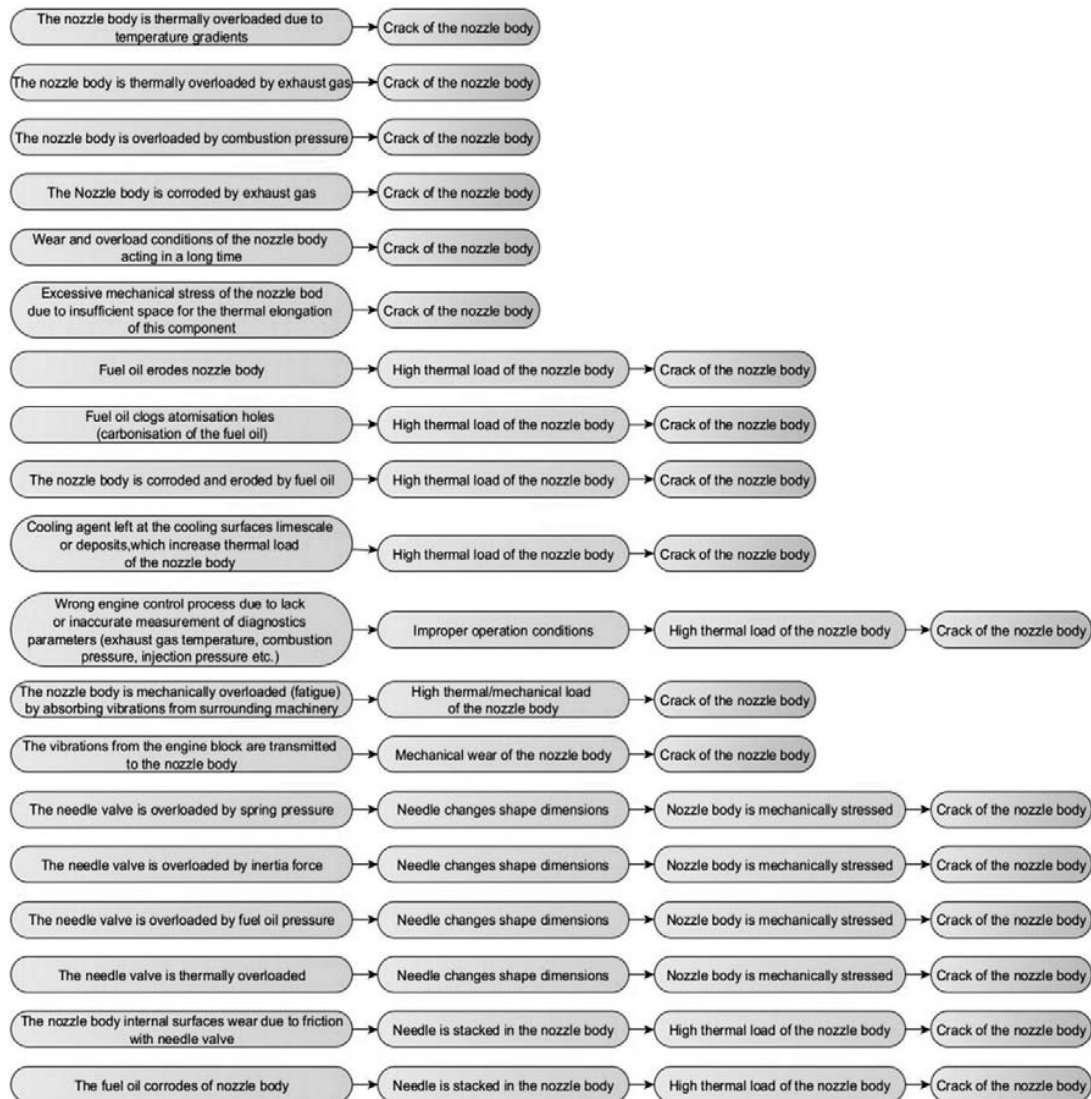 The nozzle body is thermally overloaded due to
temperature gradients
Crack of the nozzle body
The nozzle body is thermally overloaded by exhaust gas
Crack of the nozzle body
The nozzle body is overloaded by combustion pressure
Crack of the nozzle body
The Nozzle body is corroded by exhaust gas
Crack of the nozzle body
Wear and overload conditions of the nozzle body
acting in a long time
Crack of the nozzle body
Excessive mechanical stress of the nozzle bod
due to insufficient space for the thermal elongation
of this component
Crack of the nozzle body
Fuel oil erodes nozzle body
High thermal load of the nozzle body
Crack of the nozzle body
Fuel oil clogs atomisation holes
(carbonisation of the fuel oil)
High thermal load of the nozzle body
Crack of the nozzle body
The nozzle body is corroded and eroded by fuel oil
High thermal load of the nozzle body
Crack of the nozzle body
Cooling agent left at the cooling surfaces limescale
or deposits,which increase thermal load
of the nozzle body
High thermal load of the nozzle body
Crack of the nozzle body
Wrong engine control process due to lack
or inaccurate measurement of diagnostics
parameters (exhaust gas temperature, combustion
pressure, injection pressure etc.)
Improper operation conditions
High thermal load of the nozzle body
Crack of the nozzle body
The nozzle body is mechanically overloaded (fatigue)
by absorbing vibrations from surrounding machinery
High thermal/mechanical load
of the nozzle body
Crack of the nozzle body
The vibrations from the engine block are transmitted
to the nozzle body
Mechanical wear of the nozzle body
Crack of the nozzle body
The needle valve is overloaded by spring pressure
Needle changes shape dimensions
Nozzle body is mechanically stressed
Crack of the nozzle body
The needle valve is overloaded by inertia force
Needle changes shape dimensions
Nozzle body is mechanically stressed
Crack of the nozzle body
The needle valve is overloaded by fuel oil pressure
Needle changes shape dimensions
Nozzle body is mechanically stressed
Crack of the nozzle body
The needle valve is thermally overloaded
Needle changes shape dimensions
Nozzle body is mechanically stressed
Crack of the nozzle body
The nozzle body internal surfaces wear due to friction
with needle valve
Needle is stacked in the nozzle body
High thermal load of the nozzle body
Crack of the nozzle body
The fuel oil corrodes of nozzle body
Needle is stacked in the nozzle body
High thermal load of the nozzle body
Crack of the nozzle body